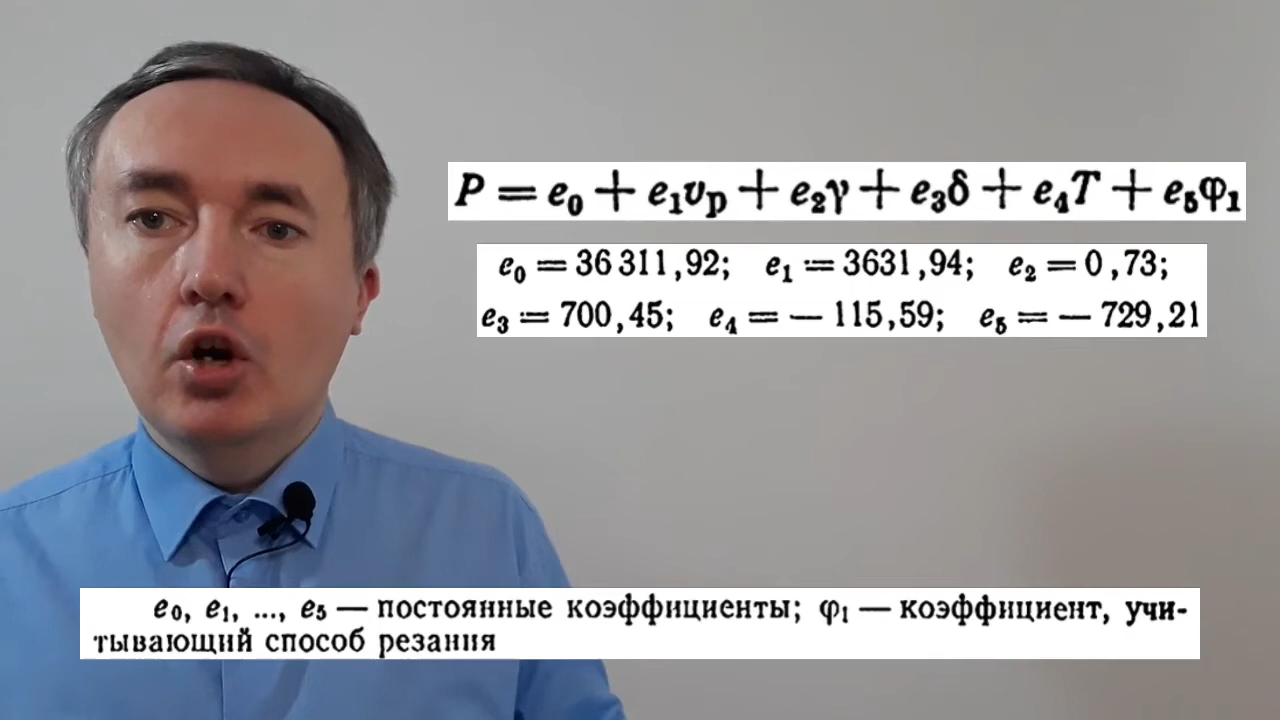 P = e₀ + e₁υₚ + e₂γ + e₃δ + e₄T + e₅φ₁
e₀ = 36 311,92; e₁ = 3631,94; e₂ = 0,73;
e₃ = 700,45; e₄ = — 115,59; e₅ = — 729,21
e₀, e₁, ..., e₅ — постоянные коэффициенты; φ₁ — коэффициент, учи-
тывающий способ резания